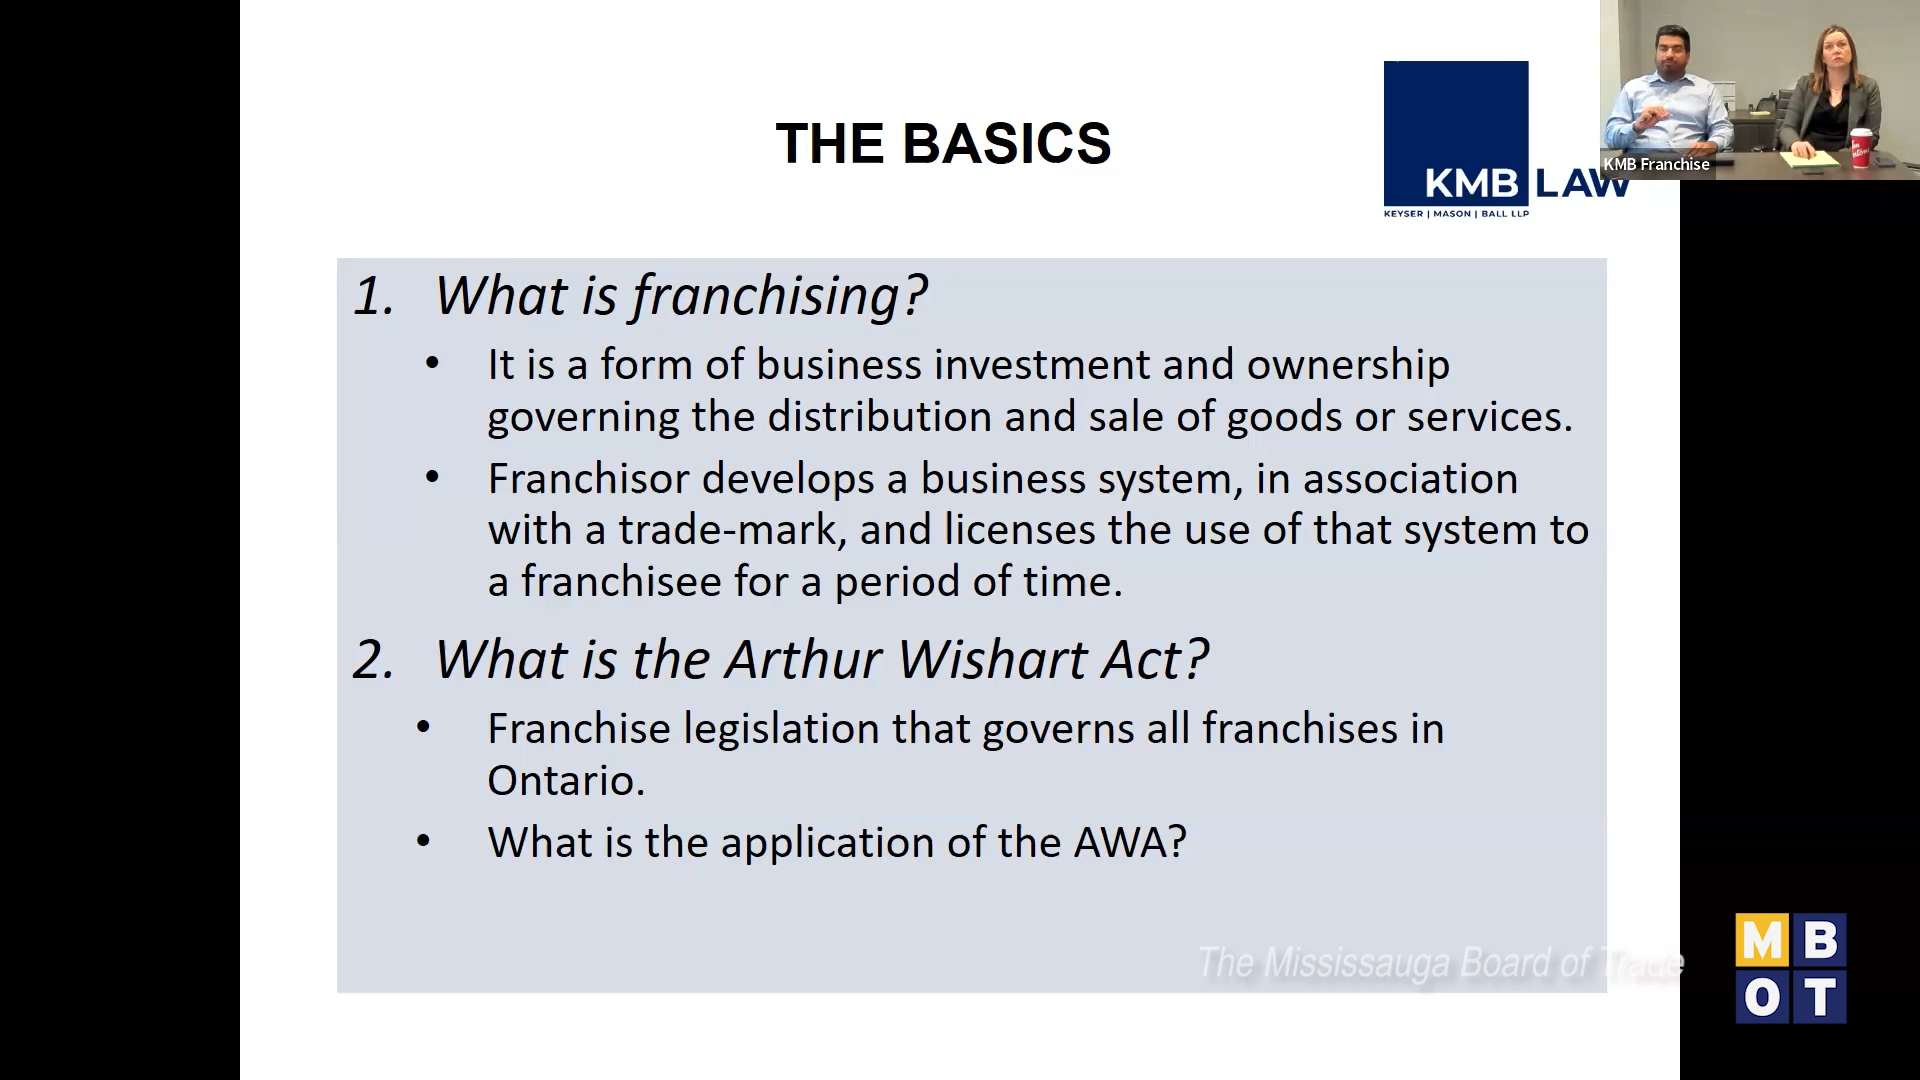 THE BASICS
KMB LAW
KEYSER | MASON | BALL LLP
KMB Franchise
1. What is franchising?
• It is a form of business investment and ownership
governing the distribution and sale of goods or services.
• Franchisor develops a business system, in association
with a trade-mark, and licenses the use of that system to
a franchisee for a period of time.
2. What is the Arthur Wishart Act?
• Franchise legislation that governs all franchises in
Ontario.
• What is the application of the AWA?
The Mississauga Board of Trade
MB
OT